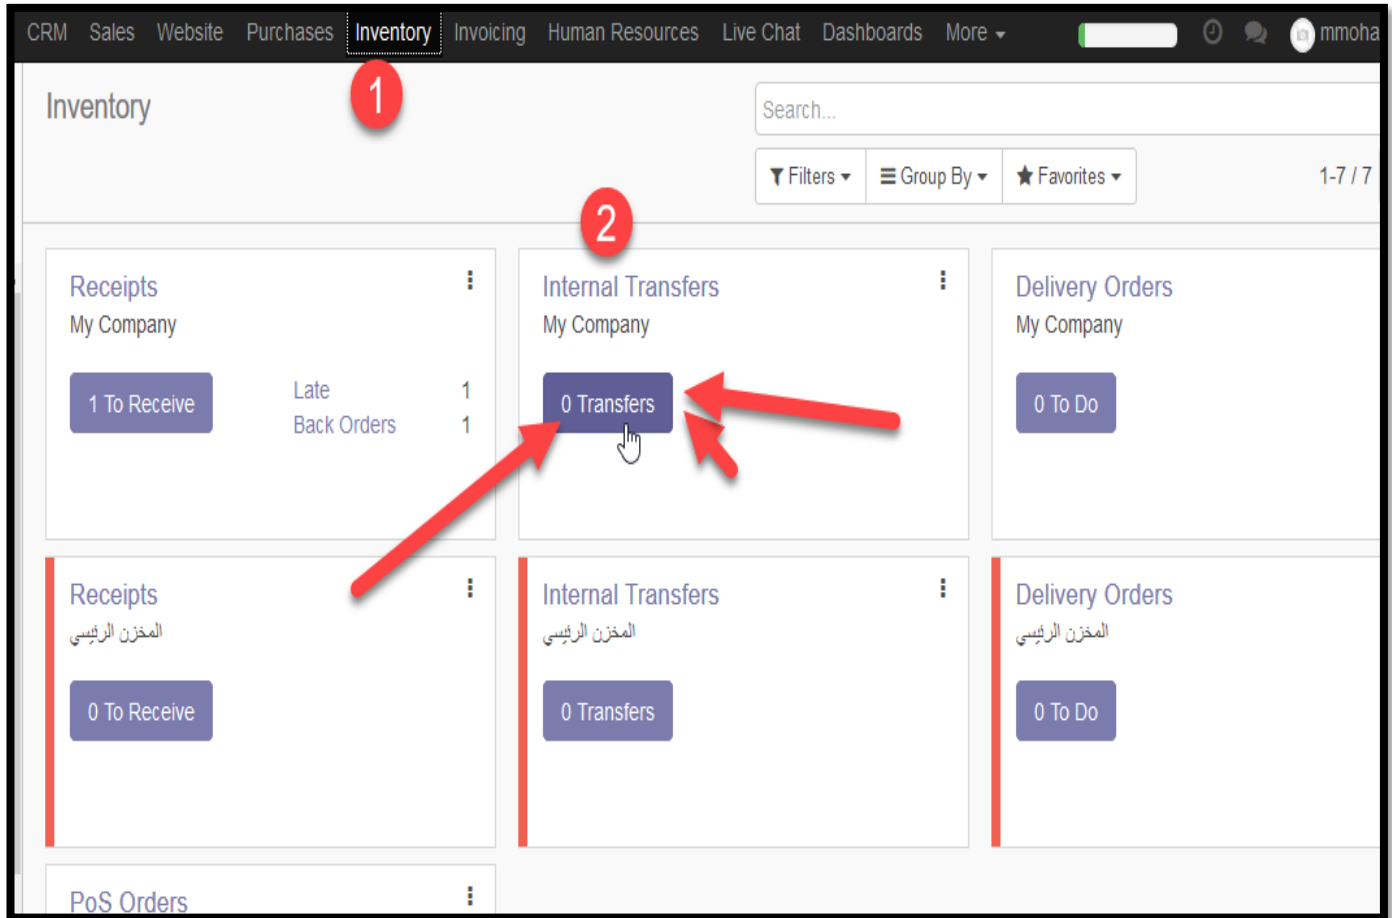 CRM Sales Website Purchases Inventory Invoicing Human Resources Live Chat Dashboards More mmoha
1
Inventory
Search...
Filters Group By Favorites 1-7 / 7
2
Receipts
My Company
1 To Receive
Late 1
Back Orders 1
Internal Transfers
My Company
0 Transfers
Delivery Orders
My Company
0 To Do
Receipts
المخزن الرئيسي
0 To Receive
Internal Transfers
المخزن الرئيسي
0 Transfers
Delivery Orders
المخزن الرئيسي
0 To Do
PoS Orders